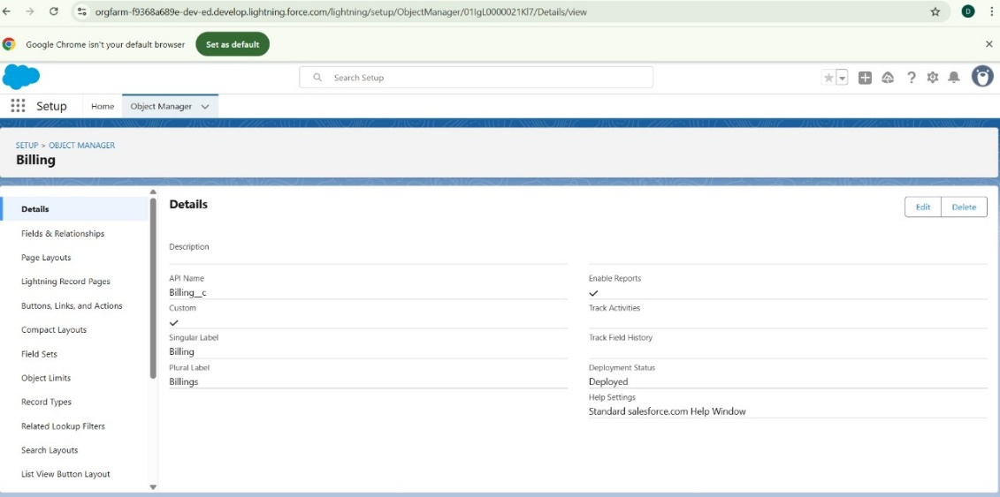 orgfarm-f9368a689e-dev-ed.develop.lightning.force.com/lightning/setup/ObjectManager/01IgL0000021Kl7/Details/view
D
Google Chrome isn't your default browser
Set as default
Search Setup
Setup
Home
Object Manager
SETUP > OBJECT MANAGER
Billing
Details
Fields & Relationships
Page Layouts
Lightning Record Pages
Buttons, Links, and Actions
Compact Layouts
Field Sets
Object Limits
Record Types
Related Lookup Filters
Search Layouts
List View Button Layout
Details
Edit
Delete
Description
API Name
Billing__c
Custom
Singular Label
Billing
Plural Label
Billings
Enable Reports
Track Activities
Track Field History
Deployment Status
Deployed
Help Settings
Standard salesforce.com Help Window